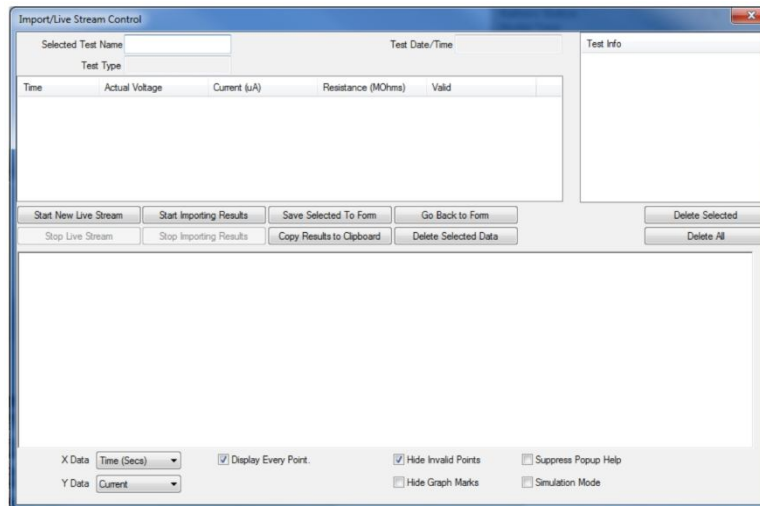 Import/Live Stream Control
Selected Test Name
Test Date/Time
Test Info
Test Type
Time Actual Voltage Current (uA) Resistance (MOhms) Valid
Start New Live Stream Start Importing Results Save Selected To Form Go Back to Form Delete Selected
Stop Live Stream Stop Importing Results Copy Results to Clipboard Delete Selected Data Delete All
X Data Time (Secs) Display Every Point. Hide Invalid Points Suppress Popup Help
Y Data Current Hide Graph Marks Simulation Mode